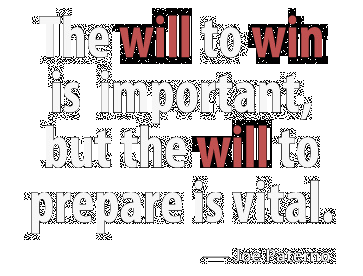 The will to win
is important,
but the will to
prepare is vital.
— Joe Paterno